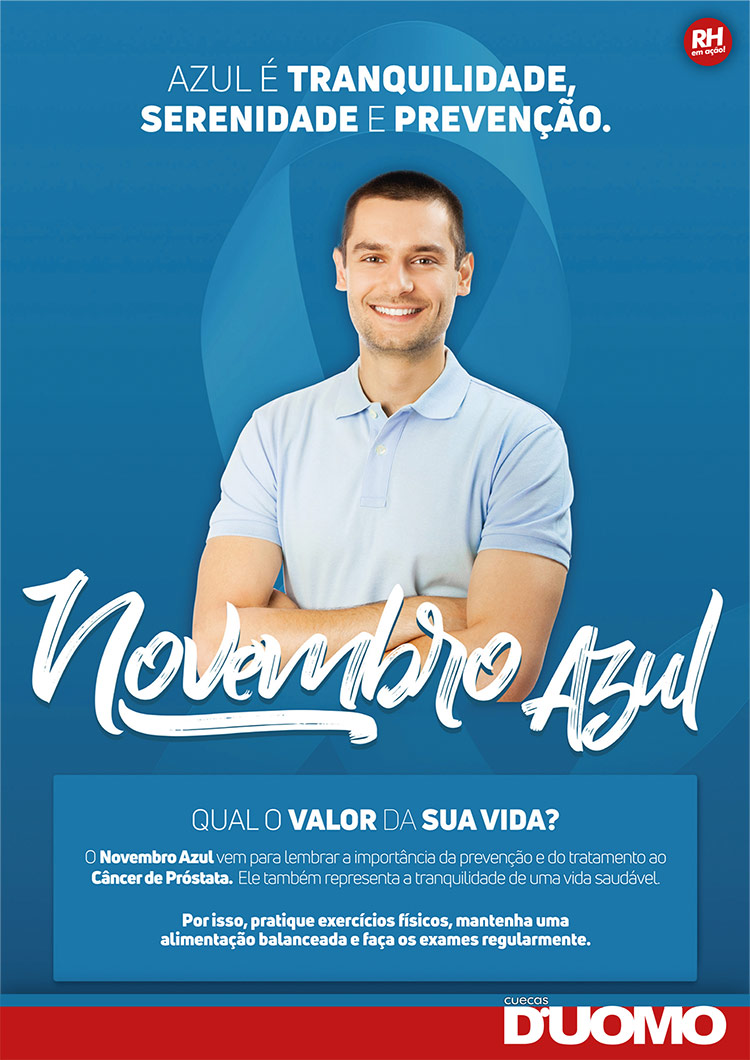 RH
em ação!
AZUL É TRANQUILIDADE,
SERENIDADE E PREVENÇÃO.
Novembro Azul
QUAL O VALOR DA SUA VIDA?
O Novembro Azul vem para lembrar a importância da prevenção e do tratamento ao
Câncer de Próstata. Ele também representa a tranquilidade de uma vida saudável.
Por isso, pratique exercícios físicos, mantenha uma
alimentação balanceada e faça os exames regularmente.
cuecas
D'UOMO